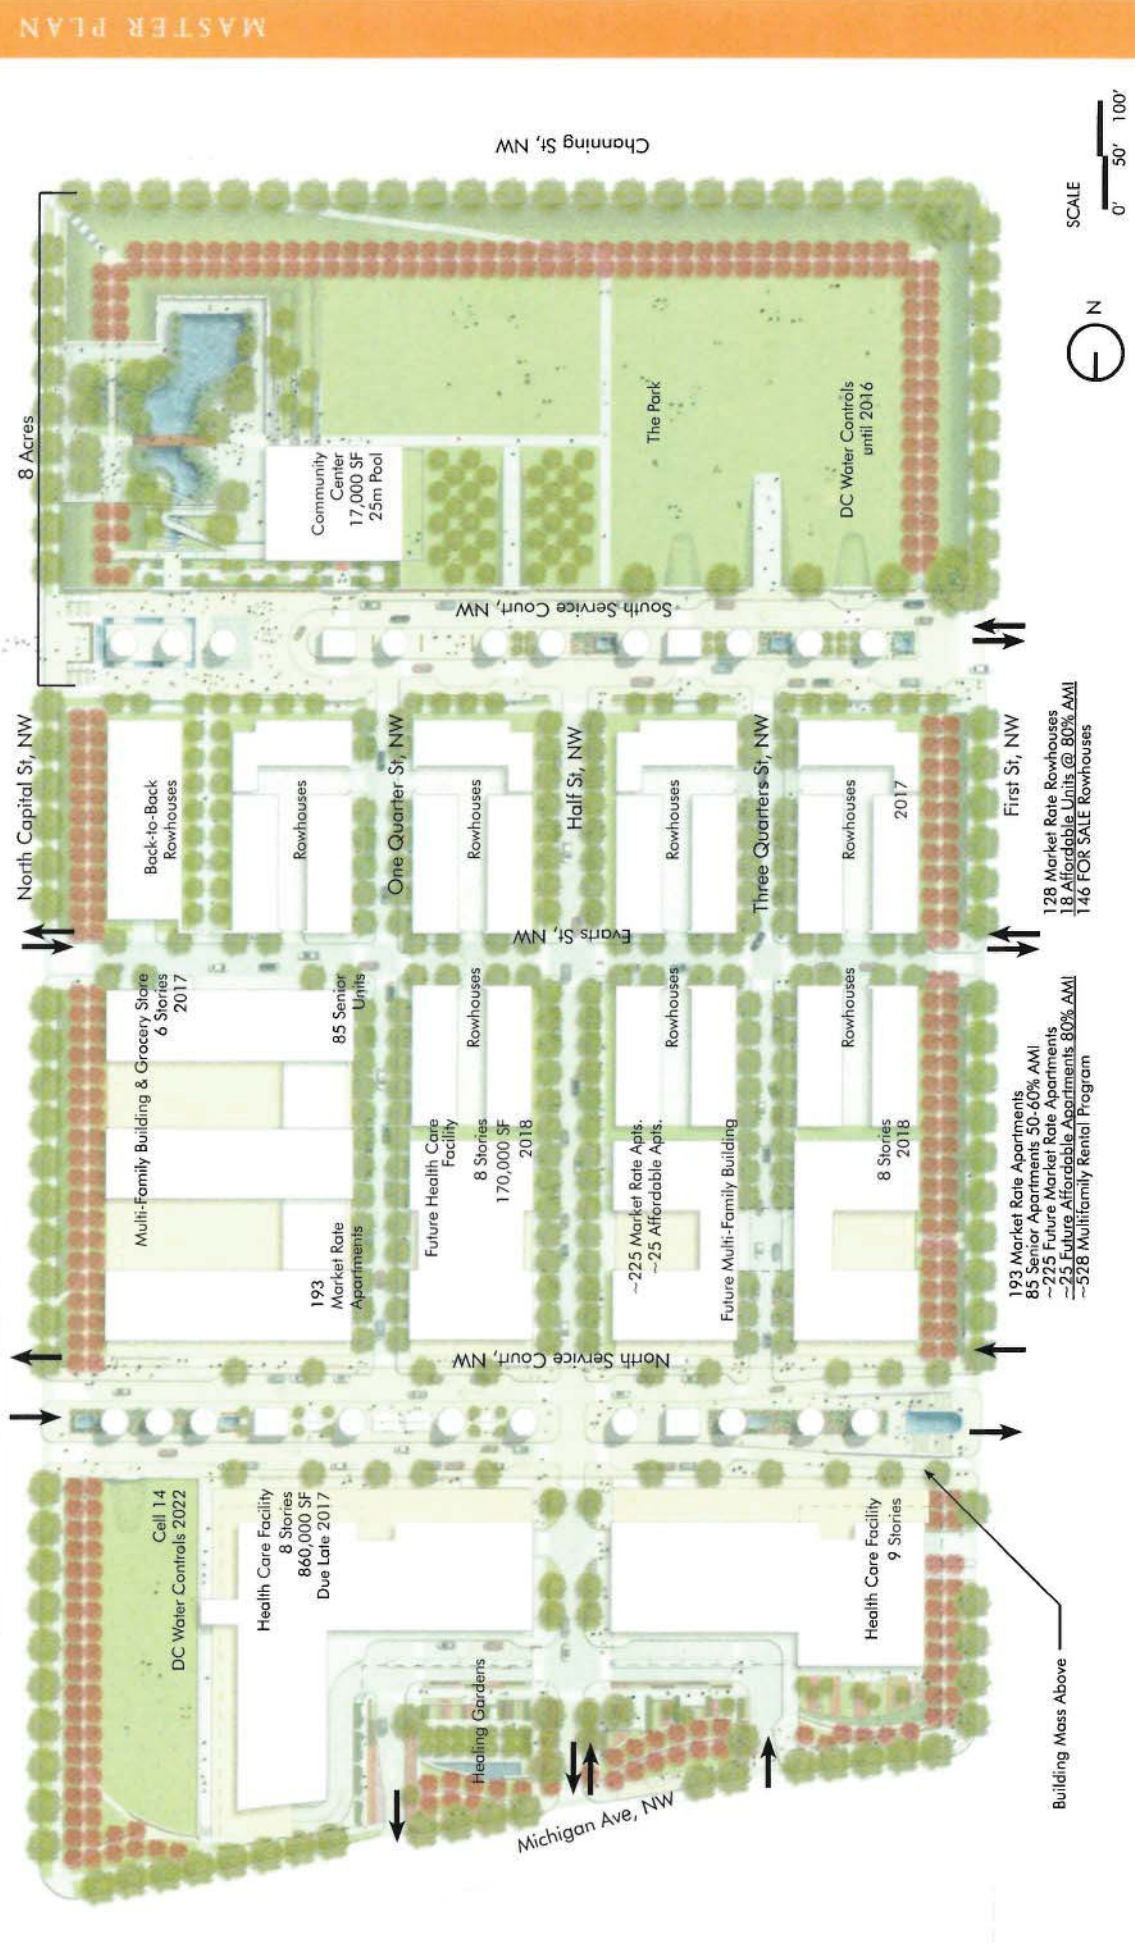 MASTER PLAN
Channing St, NW
SCALE
0' 50' 100'
N
8 Acres
Community
Center
17,000 SF
25m Pool
The Park
DC Water Controls
until 2016
South Service Court, NW
North Capital St, NW
Back-to-Back
Rowhouses
Rowhouses
One Quarter St, NW
Rowhouses
Half St, NW
Rowhouses
Three Quarters St, NW
Rowhouses
2017
First St, NW
128 Market Rate Rowhouses
18 Affordable Units @ 80% AMI
146 FOR SALE Rowhouses
Evarts St, NW
Multi-Family Building & Grocery Store
6 Stories
2017
85 Senior
Units
193
Market Rate
Apartments
Rowhouses
Future Health Care
Facility
8 Stories
170,000 SF
2018
Rowhouses
~225 Market Rate Apts.
~25 Affordable Apts.
Future Multi-Family Building
Rowhouses
8 Stories
2018
193 Market Rate Apartments
85 Senior Apartments 50-60% AMI
~225 Future Market Rate Apartments
~25 Future Affordable Apartments 80% AMI
~528 Multifamily Rental Program
North Service Court, NW
Cell 14
DC Water Controls 2022
Health Care Facility
8 Stories
860,000 SF
Due Late 2017
Health Care Facility
9 Stories
Healing Gardens
Michigan Ave, NW
Building Mass Above